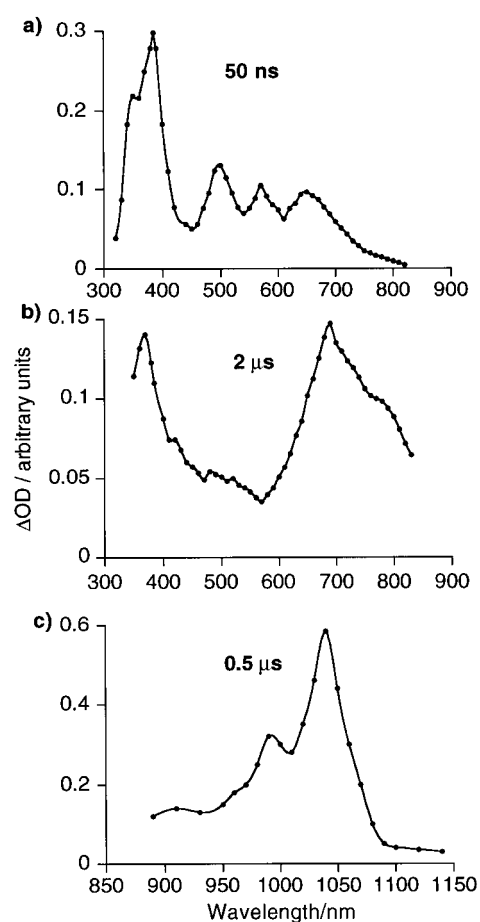 a)
0.3
50 ns
0.2
0.1
0
300 400 500 600 700 800 900
b)
0.15
2 μs
0.1
0.05
0
300 400 500 600 700 800 900
ΔOD / arbitrary units
c)
0.6
0.5 μs
0.4
0.2
0
850 900 950 1000 1050 1100 1150
Wavelength/nm